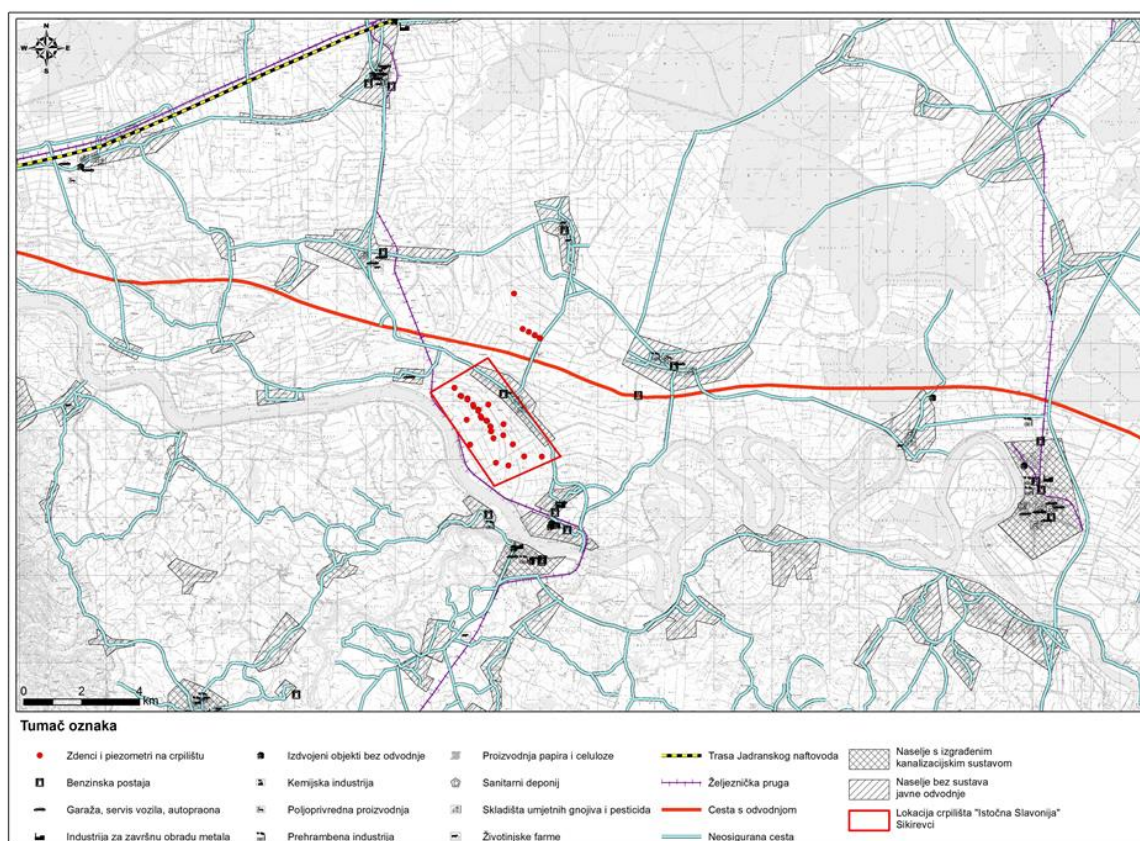 N
W E
S
0 2 4
km
Tumač oznaka
Zdenci i piezometri na crpilištu
Benzinska postaja
Garaža, servis vozila, autopraona
Industrija za završnu obradu metala
Izdvojeni objekti bez odvodnje
Kemijska industrija
Poljoprivredna proizvodnja
Prehrambena industrija
Proizvodnja papira i celuloze
Sanitarni deponij
Skladišta umjetnih gnojiva i pesticida
Životinjske farme
Trasa Jadranskog naftovoda
Željeznička pruga
Cesta s odvodnjom
Neosigurana cesta
Naselje s izgrađenim
kanalizacijskim sustavom
Naselje bez sustava
javne odvodnje
Lokacija crpilišta "Istočna Slavonija"
Sikirevci